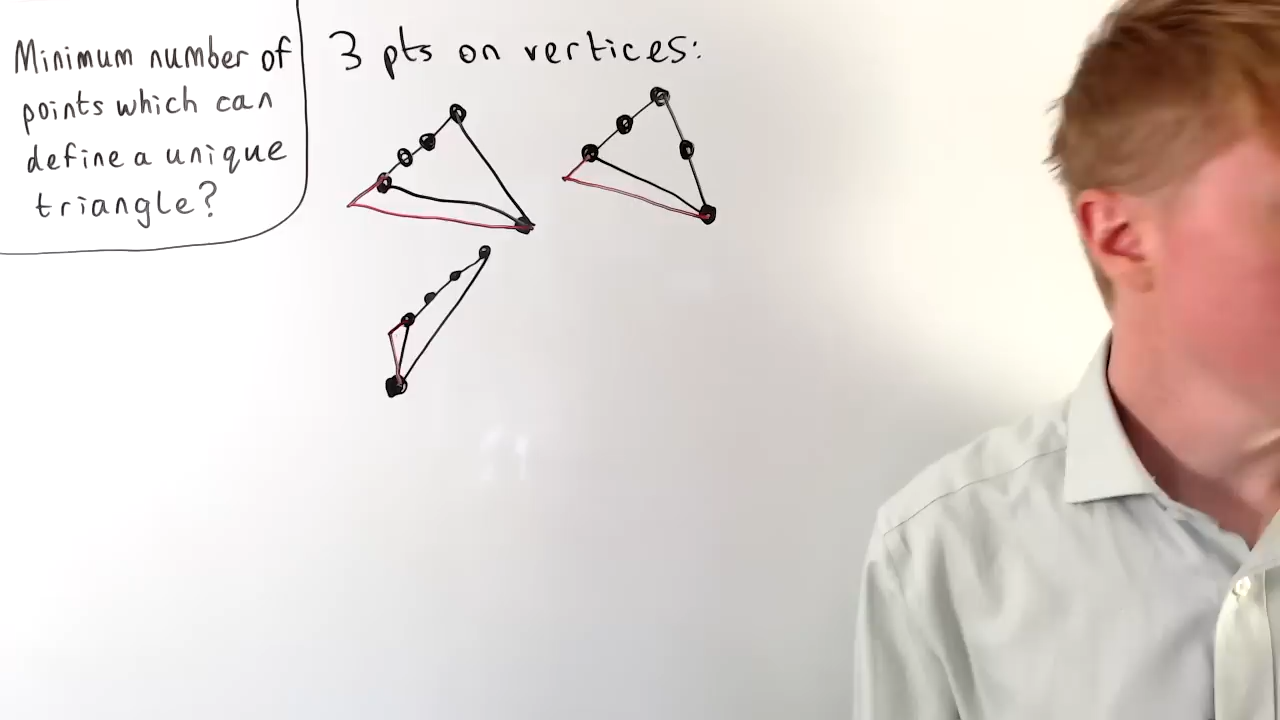 Minimum number of
points which can
define a unique
triangle?
3 pts on vertices: